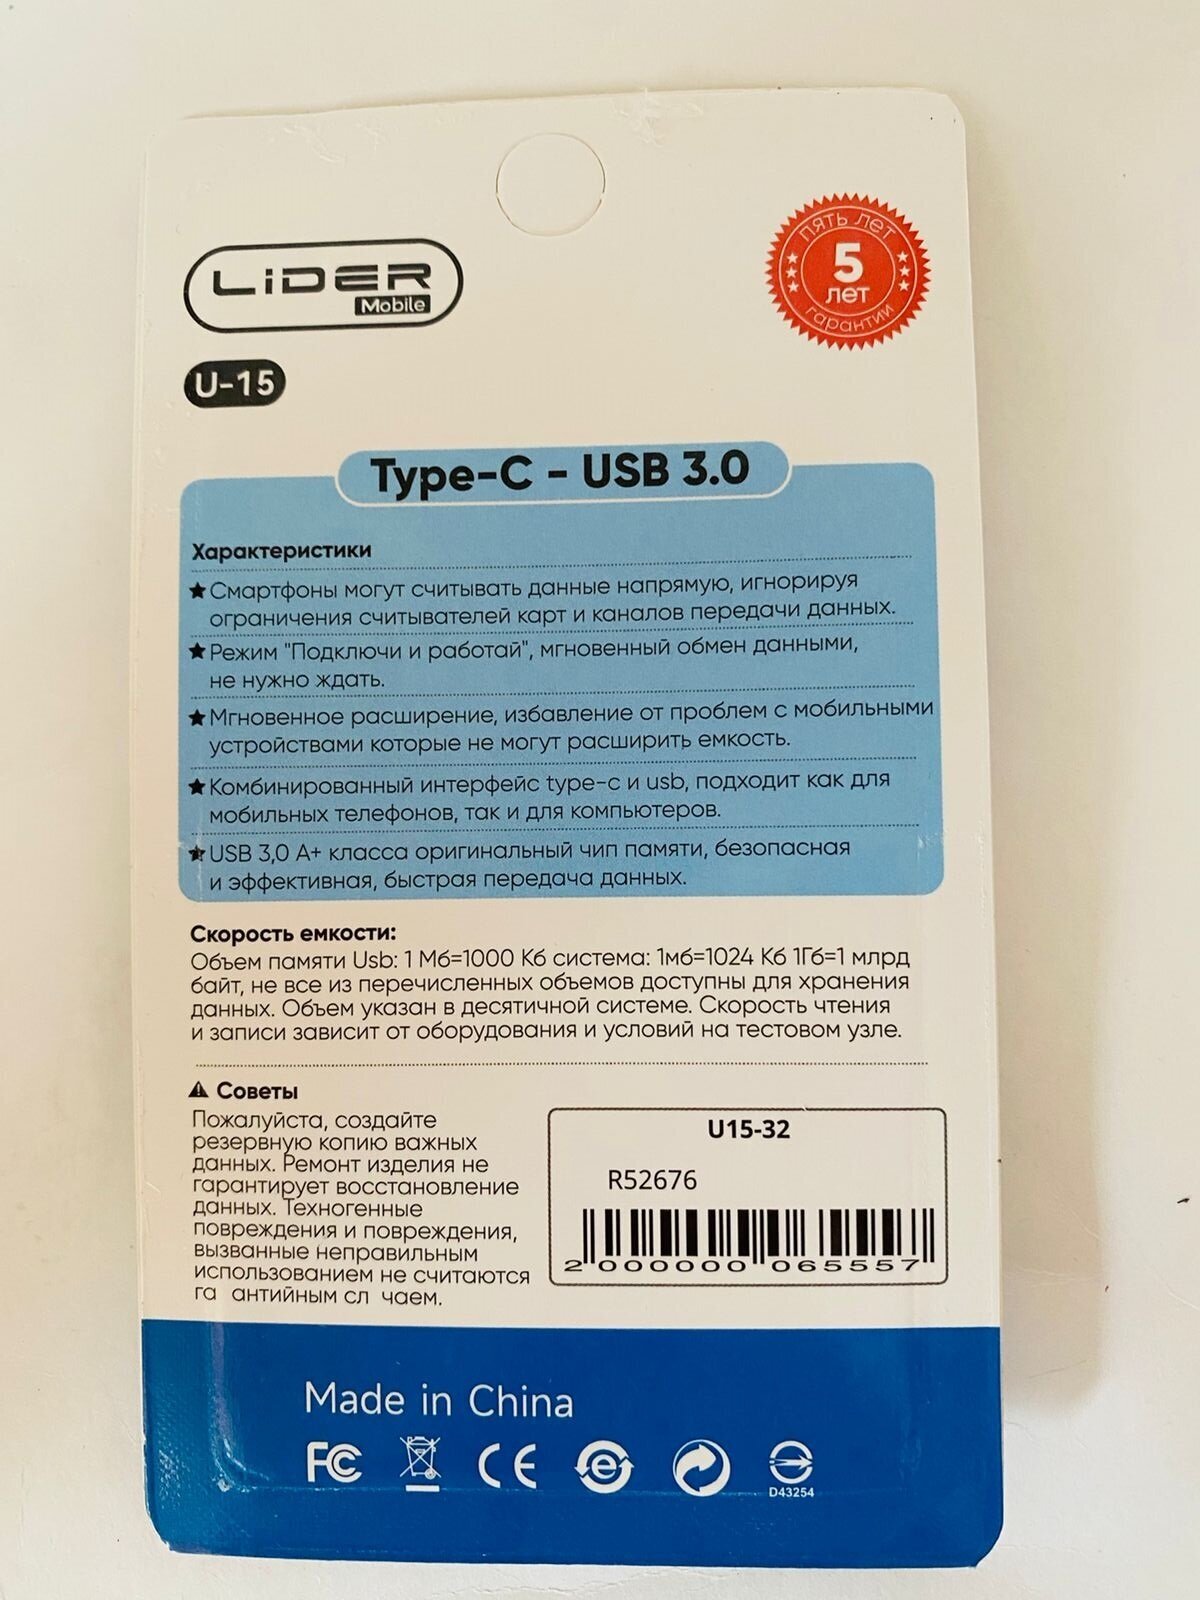 LiDER
Mobile
ПЯТЬ ЛЕТ
5
ЛЕТ
гарантии
U-15
Type-C - USB 3.0
Характеристики
★Смартфоны могут считывать данные напрямую, игнорируя
ограничения считывателей карт и каналов передачи данных.
★Режим "Подключи и работай", мгновенный обмен данными,
не нужно ждать.
★Мгновенное расширение, избавление от проблем с мобильными
устройствами которые не могут расширить емкость.
★Комбинированный интерфейс type-c и usb, подходит как для
мобильных телефонов, так и для компьютеров.
★USB 3,0 A+ класса оригинальный чип памяти, безопасная
и эффективная, быстрая передача данных.
Скорость емкости:
Объем памяти Usb: 1 Мб=1000 Кб система: 1мб=1024 Кб 1Гб=1 млрд
байт, не все из перечисленных объемов доступны для хранения
данных. Объем указан в десятичной системе. Скорость чтения
и записи зависит от оборудования и условий на тестовом узле.
Советы
Пожалуйста, создайте
резервную копию важных
данных. Ремонт изделия не
гарантирует восстановление
данных. Техногенные
повреждения и повреждения,
вызванные неправильным
использованием не считаются
га антийным сл чаем.
U15-32
R52676
2 000000 065557
Made in China
FC CE e
D43254